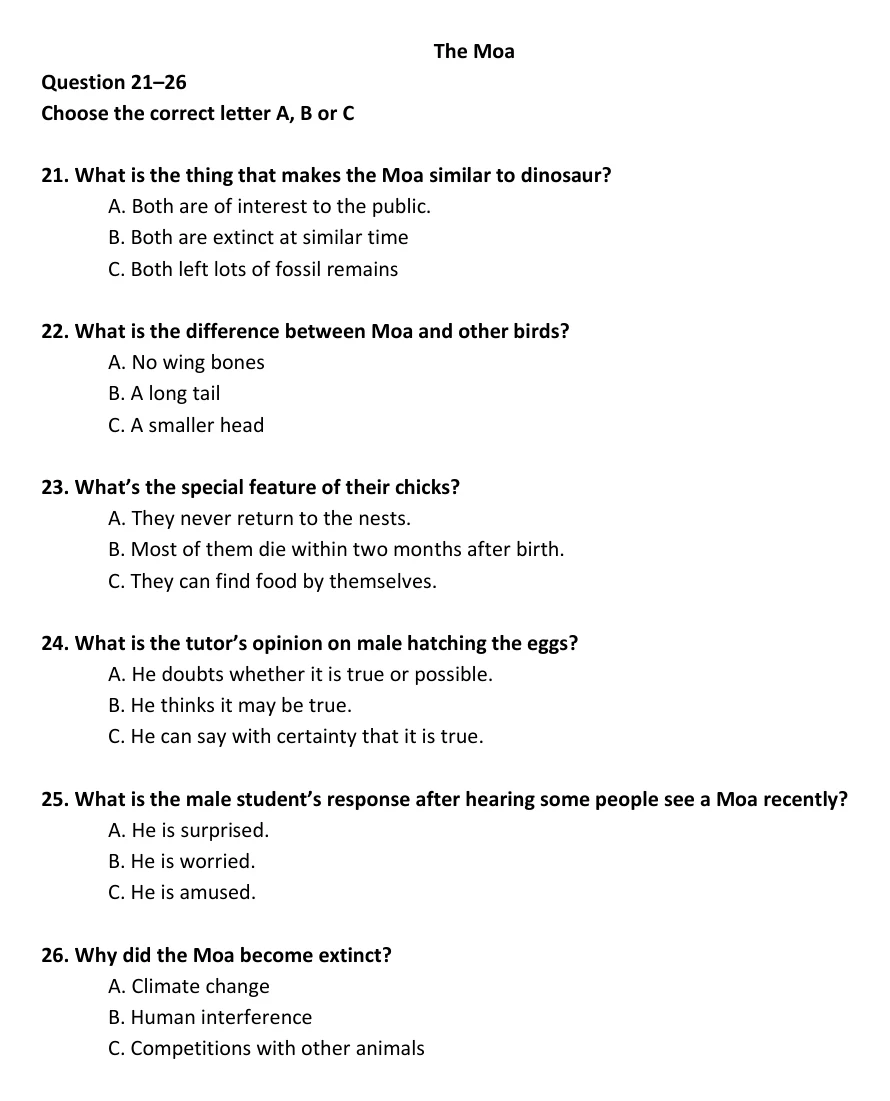 The Moa
Question 21–26
Choose the correct letter A, B or C
21. What is the thing that makes the Moa similar to dinosaur?
A. Both are of interest to the public.
B. Both are extinct at similar time
C. Both left lots of fossil remains
22. What is the difference between Moa and other birds?
A. No wing bones
B. A long tail
C. A smaller head
23. What’s the special feature of their chicks?
A. They never return to the nests.
B. Most of them die within two months after birth.
C. They can find food by themselves.
24. What is the tutor’s opinion on male hatching the eggs?
A. He doubts whether it is true or possible.
B. He thinks it may be true.
C. He can say with certainty that it is true.
25. What is the male student’s response after hearing some people see a Moa recently?
A. He is surprised.
B. He is worried.
C. He is amused.
26. Why did the Moa become extinct?
A. Climate change
B. Human interference
C. Competitions with other animals